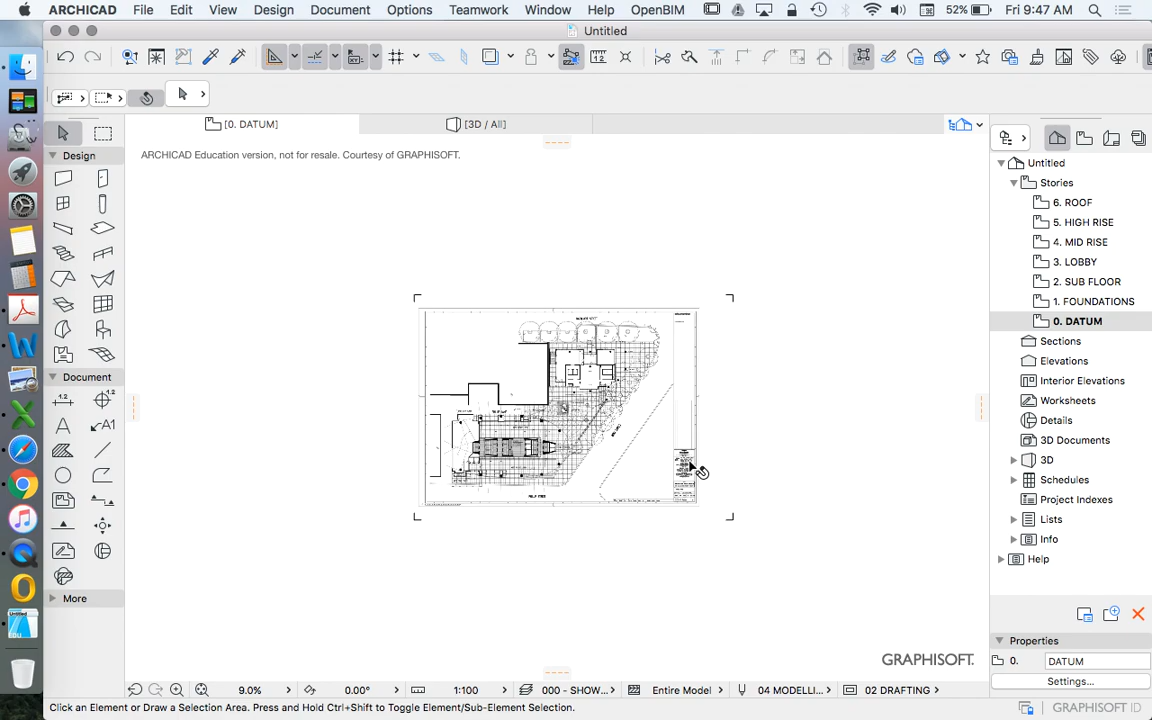 ARCHICAD File Edit View Design Document Options Teamwork Window Help OpenBIM 52% Fri 9:47 AM
Untitled
[0. DATUM]
[3D / All]
ARCHICAD Education version, not for resale. Courtesy of GRAPHISOFT.
Design
Document
More
Untitled
Stories
6. ROOF
5. HIGH RISE
4. MID RISE
3. LOBBY
2. SUB FLOOR
1. FOUNDATIONS
0. DATUM
Sections
Elevations
Interior Elevations
Worksheets
Details
3D Documents
3D
Schedules
Project Indexes
Lists
Info
Help
Properties
0. DATUM
Settings...
GRAPHISOFT.
9.0% 0.00° 1:100 000 - SHOW... Entire Model 04 MODELLI... 02 DRAFTING
Click an Element or Draw a Selection Area. Press and Hold Ctrl+Shift to Toggle Element/Sub-Element Selection.
GRAPHISOFT ID